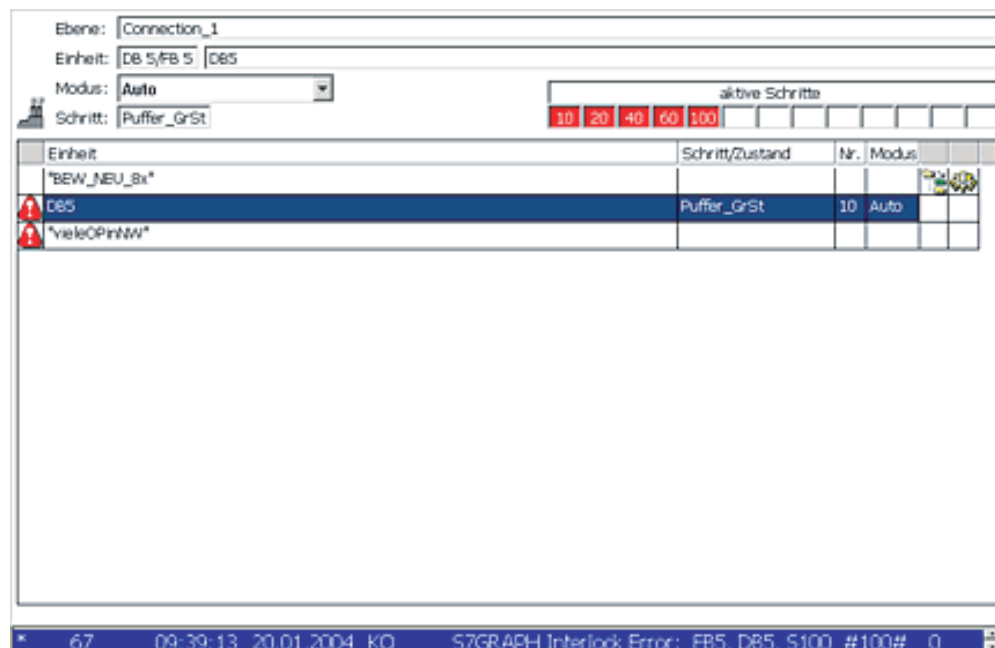 Ebene: Connection_1
Einheit: DB 5/FB 5 DB5
Modus: Auto
aktive Schritte
Schritt: Puffer_GrSt 10 20 40 60 100
Einheit Schritt/Zustand Nr. Modus
"BEW_NEU_8x"
DB5 Puffer_GrSt 10 Auto
"vieleOPinNW"
* 67 09:39:13 20.01.2004 KO S7GRAPH Interlock Error: FB5, DB5, S100 #100# 0